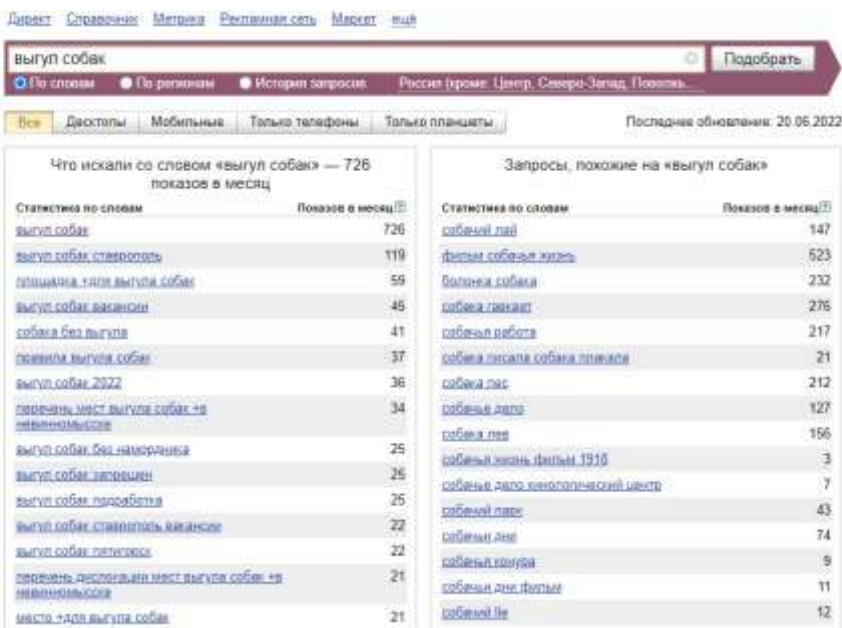 Директ Справочник Метрика Рекламная сеть Маркет ещё
выгул собак
Подобрать
По словам По регионам История запросов Россия (кроме: Центр, Северо-Запад, Поволжь...
Все Десктопы Мобильные Только телефоны Только планшеты Последнее обновление: 20.06.2022
Что искали со словом «выгул собак» — 726
показов в месяц
Статистика по словам Показов в месяц
выгул собак 726
выгул собак ставрополь 119
площадка +для выгула собак 59
выгул собак вакансии 45
собака без выгула 41
правила выгула собак 37
выгул собак 2022 36
перечень мест выгула собак +в 34
невинномысске
выгул собак без намордника 25
выгул собак запрещен 25
выгул собак подработка 25
выгул собак ставрополь вакансии 22
выгул собак пятигорск 22
перечень дислокации мест выгула собак +в 21
невинномысске
место +для выгула собак 21
Запросы, похожие на «выгул собак»
Статистика по словам Показов в месяц
собачий лай 147
фильм собачья жизнь 523
болонка собака 232
собака гавкает 276
собачья работа 217
собака писала собака плакала 21
собака пес 212
собачье дело 127
собака лев 156
собачья жизнь фильм 1918 3
собачье дело кинологический центр 7
собачий парк 43
собачьи дни 74
собачья конура 9
собачьи дни фильм 11
собачий lie 12